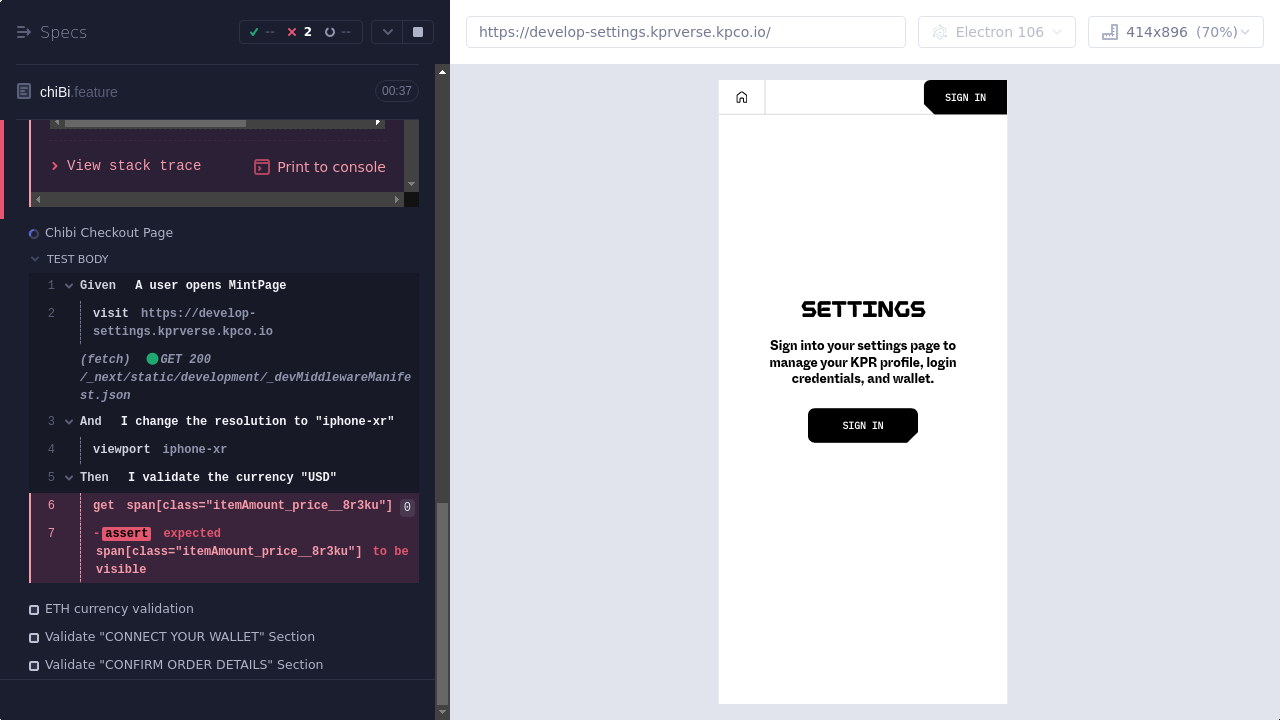 Specs
-- 2 --
chiBi.feature 00:37
View stack trace
Print to console
Chibi Checkout Page
TEST BODY
1 Given A user opens MintPage
2 visit https://develop-
settings.kprverse.kpco.io
(fetch) GET 200
/_next/static/development/_devMiddlewareManife
st.json
3 And I change the resolution to "iphone-xr"
4 viewport iphone-xr
5 Then I validate the currency "USD"
6 get span[class="itemAmount_price__8r3ku"] 0
7 -assert expected
span[class="itemAmount_price__8r3ku"] to be
visible
ETH currency validation
Validate "CONNECT YOUR WALLET" Section
Validate "CONFIRM ORDER DETAILS" Section
https://develop-settings.kprverse.kpco.io/
Electron 106
414x896 (70%)
SIGN IN
SETTINGS
Sign into your settings page to
manage your KPR profile, login
credentials, and wallet.
SIGN IN